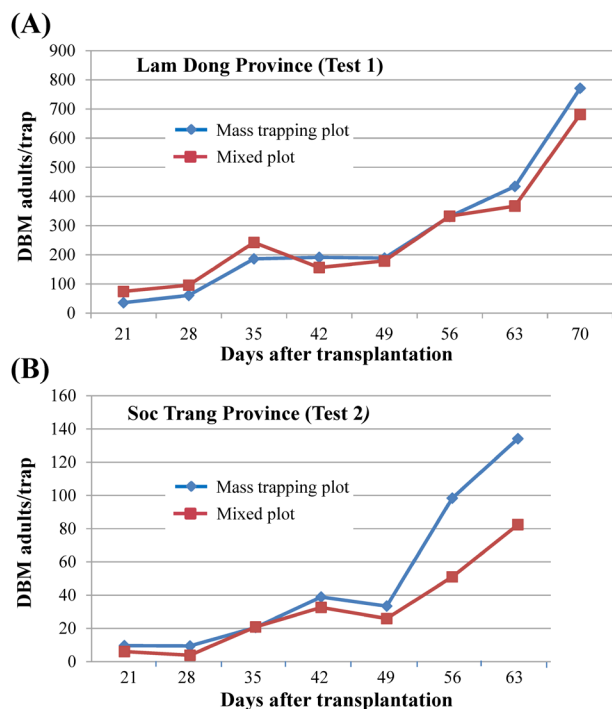 (A)
Lam Dong Province (Test 1)
Mass trapping plot
Mixed plot
DBM adults/trap
900
800
700
600
500
400
300
200
100
0
21 28 35 42 49 56 63 70
Days after transplantation
(B)
Soc Trang Province (Test 2)
Mass trapping plot
Mixed plot
DBM adults/trap
160
140
120
100
80
60
40
20
0
21 28 35 42 49 56 63
Days after transplantation